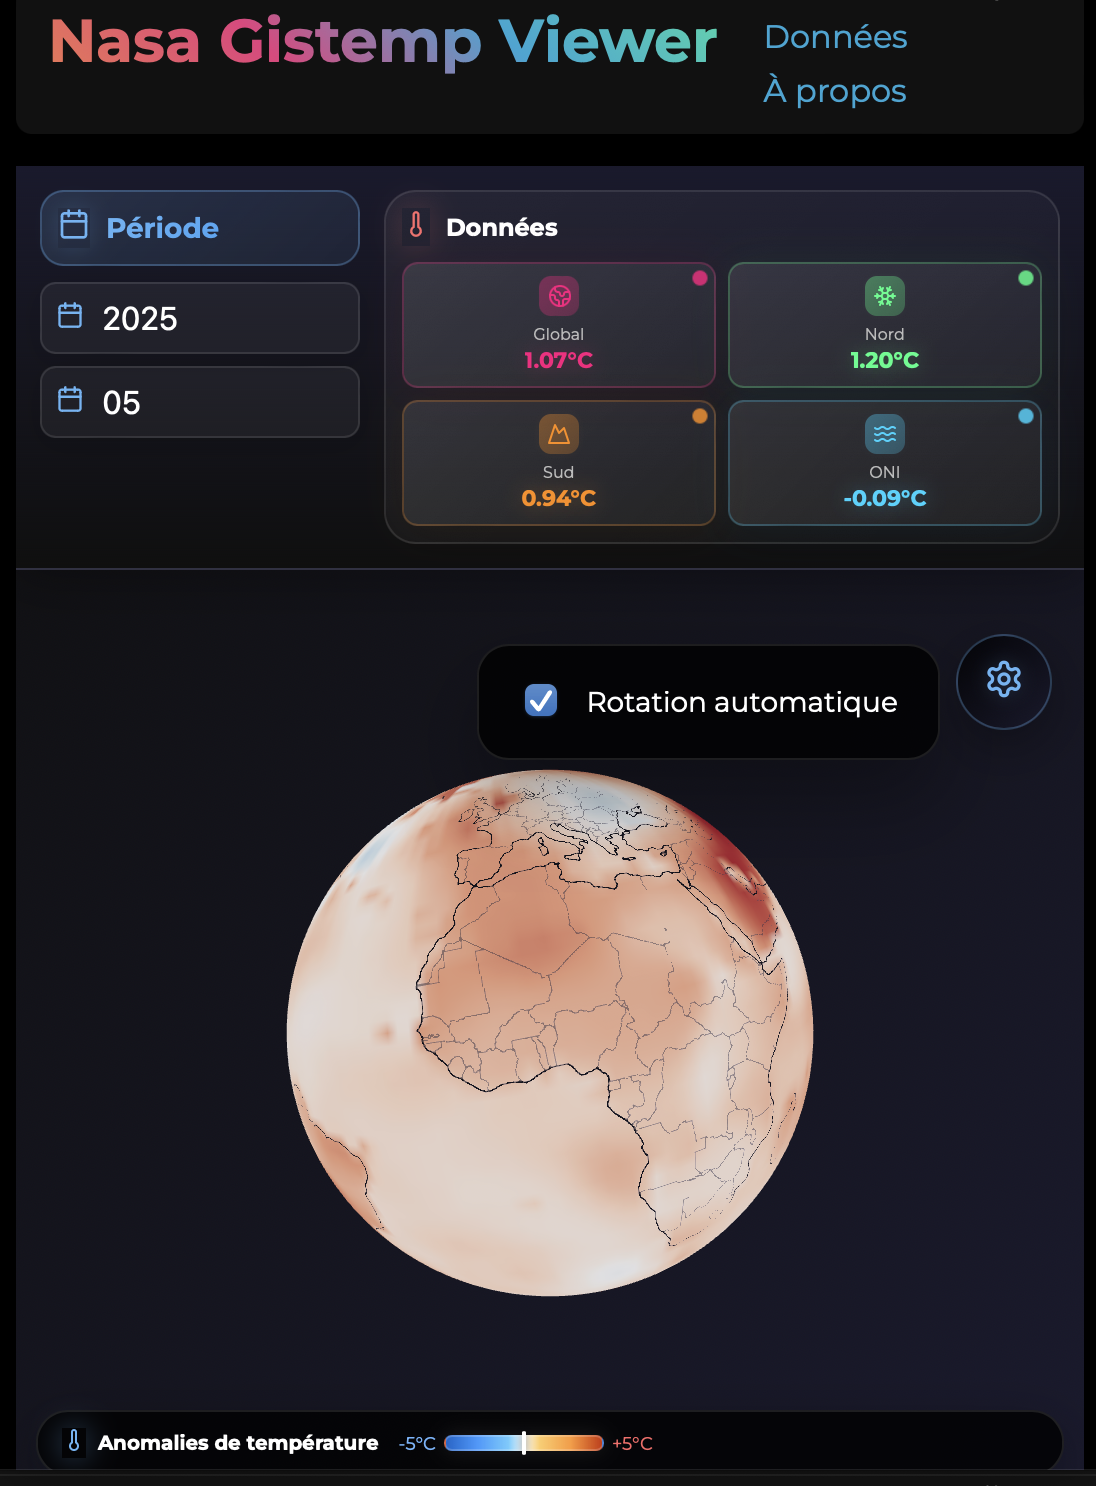 Nasa Gistemp Viewer
Données
À propos
Période
2025
05
Données
Global
1.07°C
Nord
1.20°C
Sud
0.94°C
ONI
-0.09°C
Rotation automatique
Anomalies de température -5°C +5°C